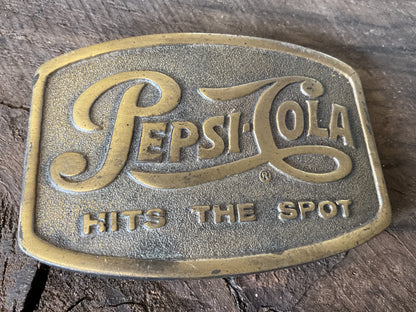 PEPSI-COLA
®
HITS THE SPOT